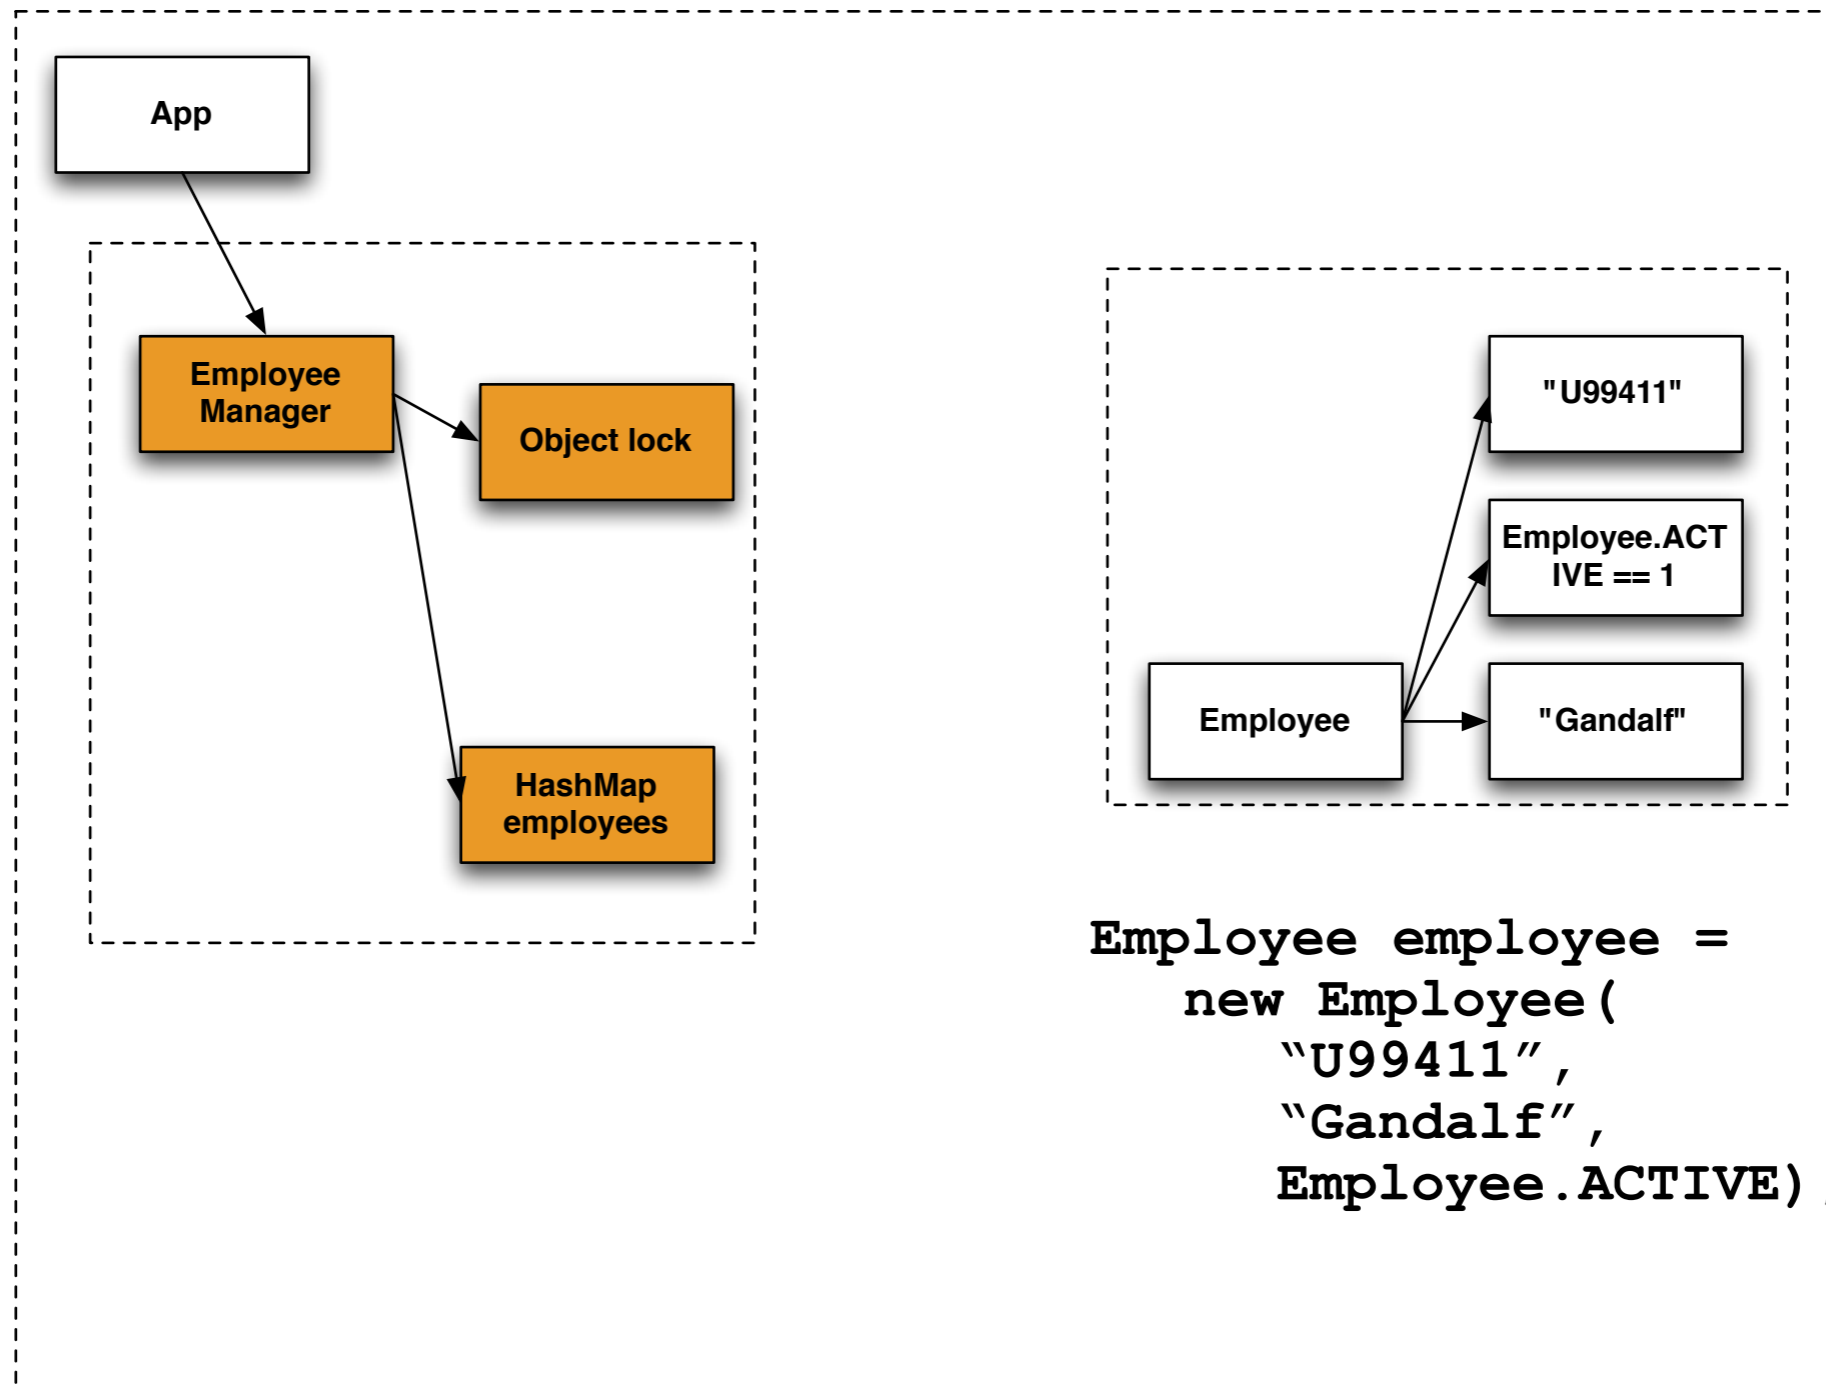 App
Employee
Manager
Object lock
HashMap
employees
"U99411"
Employee.ACT
IVE == 1
Employee
"Gandalf"
Employee employee =
new Employee(
“U99411”,
“Gandalf”,
Employee.ACTIVE)